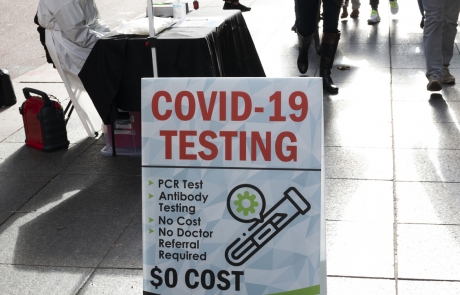 COVID-19
TESTING
PCR Test
Antibody
Testing
No Cost
No Doctor
Referral
Required
$0 COST